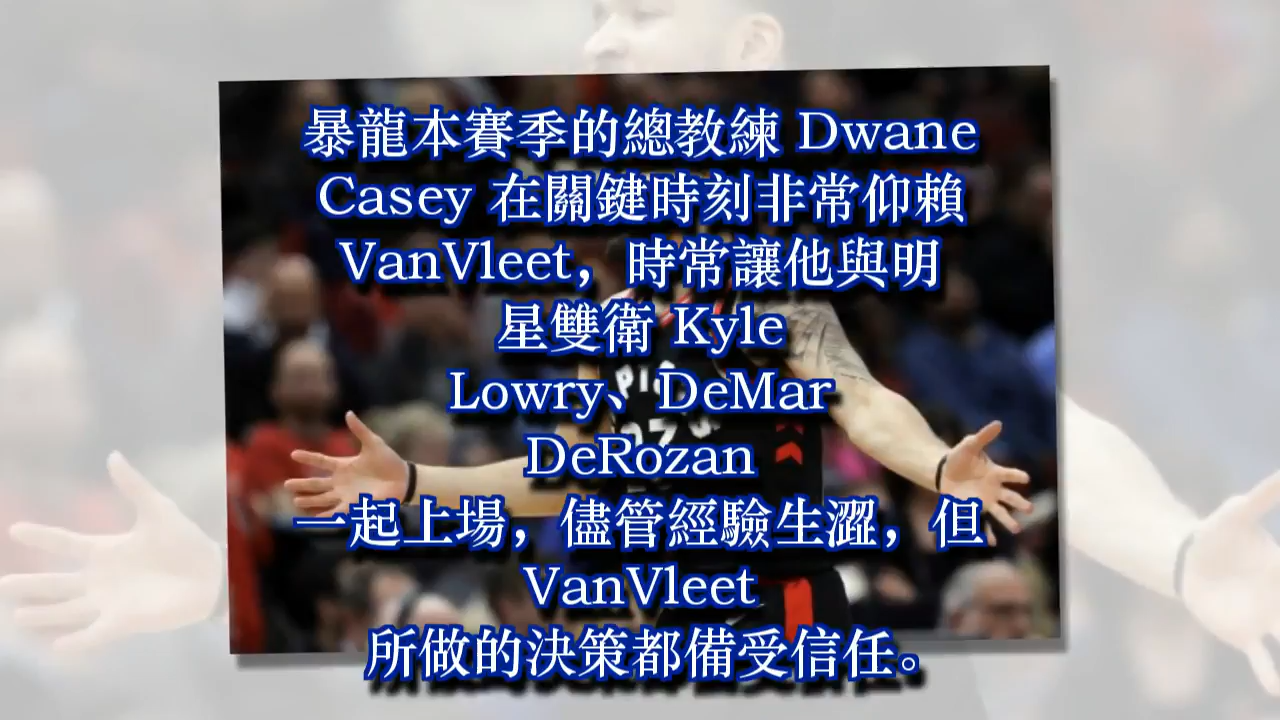 暴龍本賽季的總教練 Dwane
Casey 在關鍵時刻非常仰賴
VanVleet，時常讓他與明
星雙衛 Kyle
Lowry、DeMar
DeRozan
一起上場，儘管經驗生澀，但
VanVleet
所做的決策都備受信任。